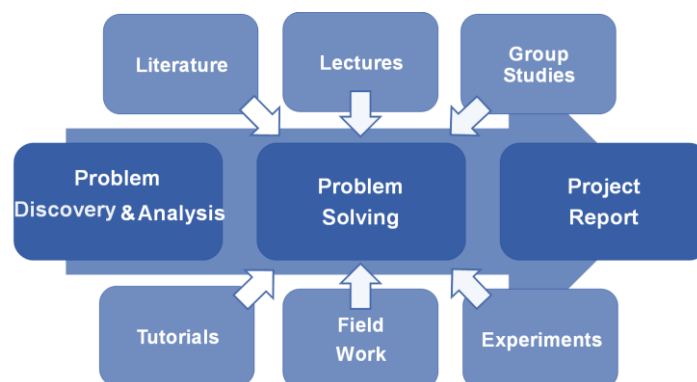 Literature
Lectures
Group
Studies
Problem
Discovery & Analysis
Problem
Solving
Project
Report
Tutorials
Field
Work
Experiments